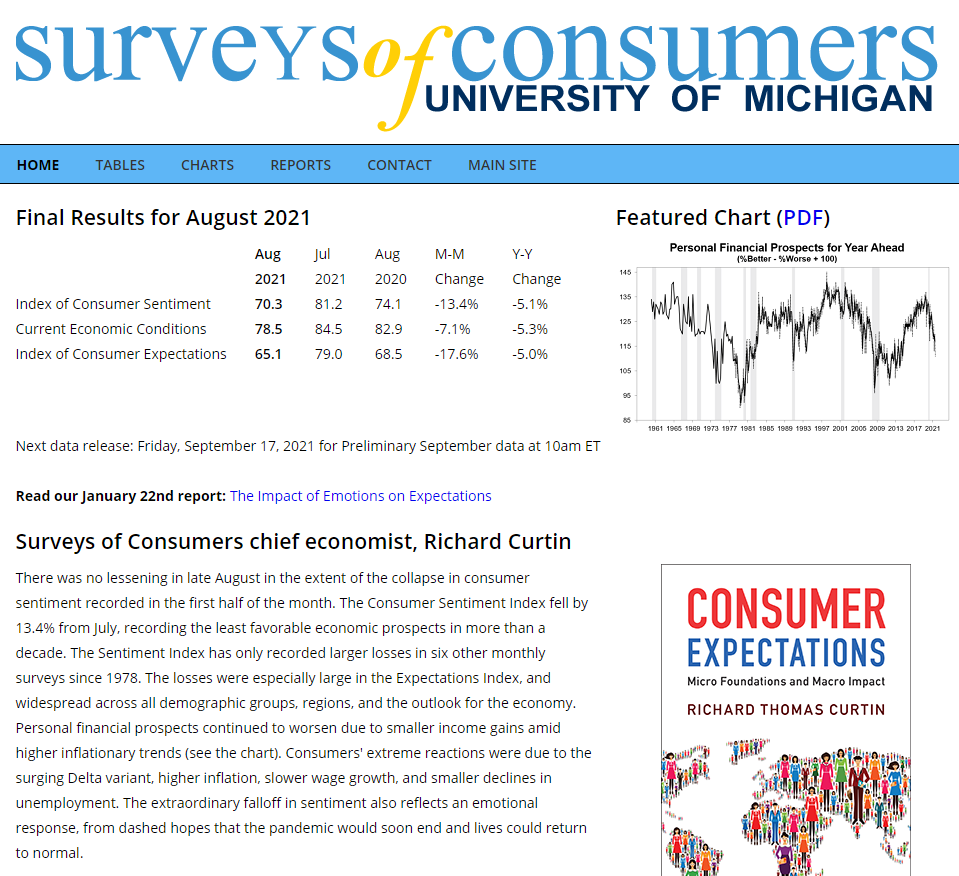 surveYs of consumers
UNIVERSITY OF MICHIGAN
HOME TABLES CHARTS REPORTS CONTACT MAIN SITE
Final Results for August 2021
Aug Jul Aug M-M Y-Y
2021 2021 2020 Change Change
Index of Consumer Sentiment 70.3 81.2 74.1 -13.4% -5.1%
Current Economic Conditions 78.5 84.5 82.9 -7.1% -5.3%
Index of Consumer Expectations 65.1 79.0 68.5 -17.6% -5.0%
Next data release: Friday, September 17, 2021 for Preliminary September data at 10am ET
Read our January 22nd report: The Impact of Emotions on Expectations
Featured Chart (PDF)
Personal Financial Prospects for Year Ahead
(%Better - %Worse + 100)
145
135
125
115
105
95
85
1961 1965 1969 1973 1977 1981 1985 1989 1993 1997 2001 2005 2009 2013 2017 2021
Surveys of Consumers chief economist, Richard Curtin
There was no lessening in late August in the extent of the collapse in consumer
sentiment recorded in the first half of the month. The Consumer Sentiment Index fell by
13.4% from July, recording the least favorable economic prospects in more than a
decade. The Sentiment Index has only recorded larger losses in six other monthly
surveys since 1978. The losses were especially large in the Expectations Index, and
widespread across all demographic groups, regions, and the outlook for the economy.
Personal financial prospects continued to worsen due to smaller income gains amid
higher inflationary trends (see the chart). Consumers' extreme reactions were due to the
surging Delta variant, higher inflation, slower wage growth, and smaller declines in
unemployment. The extraordinary falloff in sentiment also reflects an emotional
response, from dashed hopes that the pandemic would soon end and lives could return
to normal.
CONSUMER
EXPECTATIONS
Micro Foundations and Macro Impact
RICHARD THOMAS CURTIN